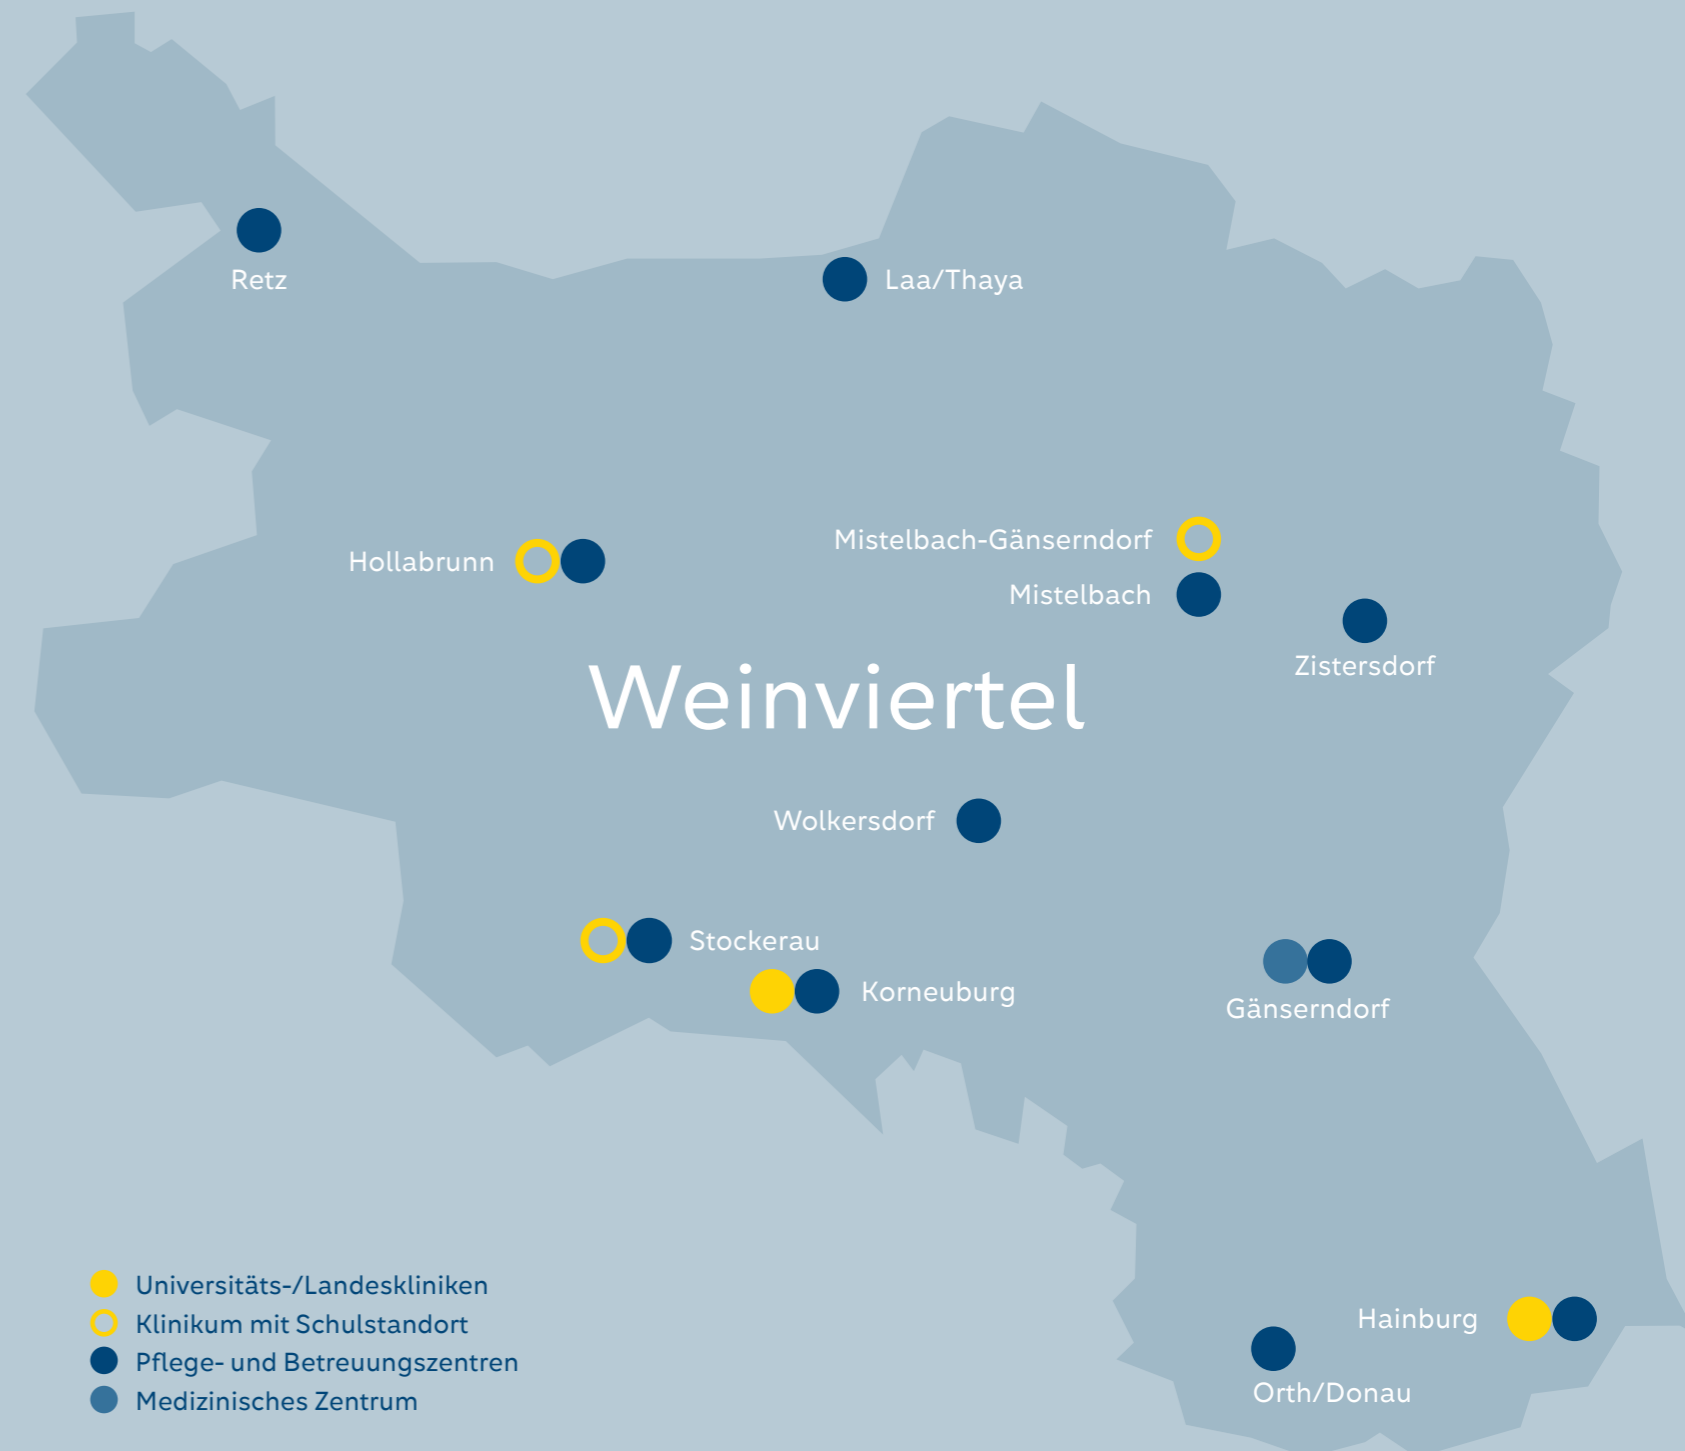 Retz
Laa/Thaya
Mistelbach-Gänserndorf
Hollabrunn
Mistelbach
Zistersdorf
Weinviertel
Wolkersdorf
Stockerau
Korneuburg
Gänserndorf
Hainburg
Orth/Donau
Universitäts-/Landeskliniken
Klinikum mit Schulstandort
Pflege- und Betreuungszentren
Medizinisches Zentrum